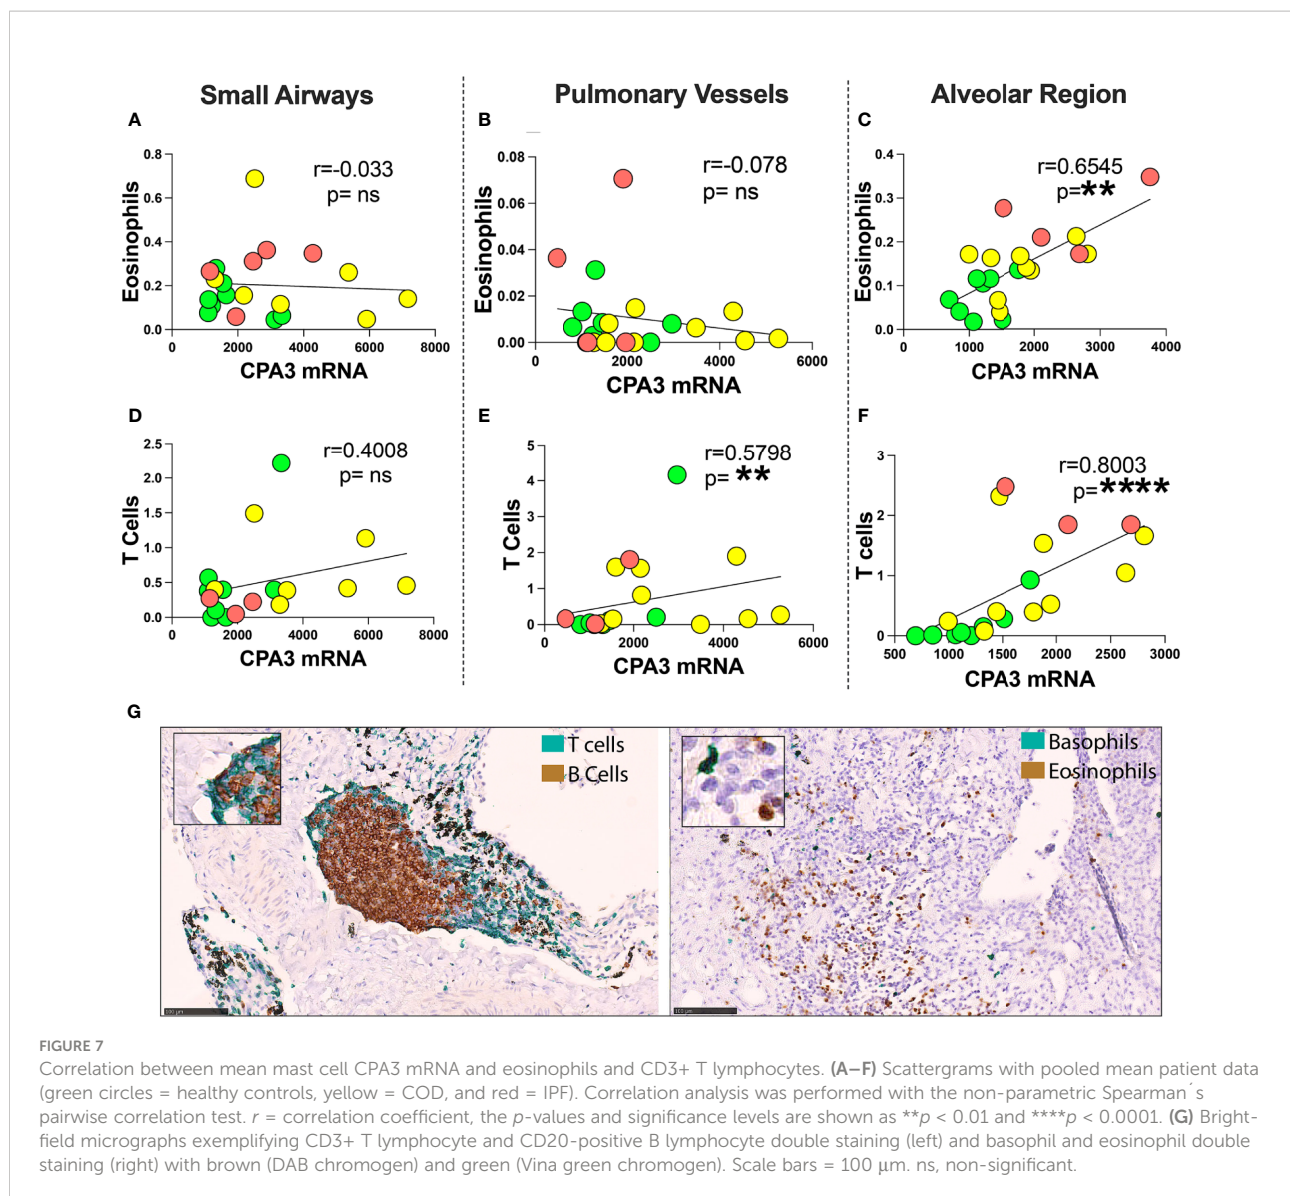 Small Airways
Pulmonary Vessels
Alveolar Region
A
B
C
r=-0.033
p= ns
Eosinophils
0.8
0.6
0.4
0.2
0.0
0 2000 4000 6000 8000
CPA3 mRNA
r=-0.078
p= ns
Eosinophils
0.08
0.06
0.04
0.02
0.00
0 2000 4000 6000
CPA3 mRNA
r=0.6545
p=**
Eosinophils
0.4
0.3
0.2
0.1
0.0
0 1000 2000 3000 4000
CPA3 mRNA
D
E
F
r=0.4008
p= ns
T Cells
2.5
2.0
1.5
1.0
0.5
0.0
0 2000 4000 6000 8000
CPA3 mRNA
r=0.5798
p= **
T Cells
5
4
3
2
1
0
0 2000 4000 6000
CPA3 mRNA
r=0.8003
p=****
T cells
3
2
1
0
500 1000 1500 2000 2500 3000
CPA3 mRNA
G
T cells
B Cells
100 µm
Basophils
Eosinophils
100 µm
FIGURE 7
Correlation between mean mast cell CPA3 mRNA and eosinophils and CD3+ T lymphocytes. (A–F) Scattergrams with pooled mean patient data
(green circles = healthy controls, yellow = COD, and red = IPF). Correlation analysis was performed with the non-parametric Spearman´s
pairwise correlation test. r = correlation coefficient, the p-values and significance levels are shown as **p < 0.01 and ****p < 0.0001. (G) Bright-
field micrographs exemplifying CD3+ T lymphocyte and CD20-positive B lymphocyte double staining (left) and basophil and eosinophil double
staining (right) with brown (DAB chromogen) and green (Vina green chromogen). Scale bars = 100 µm. ns, non-significant.